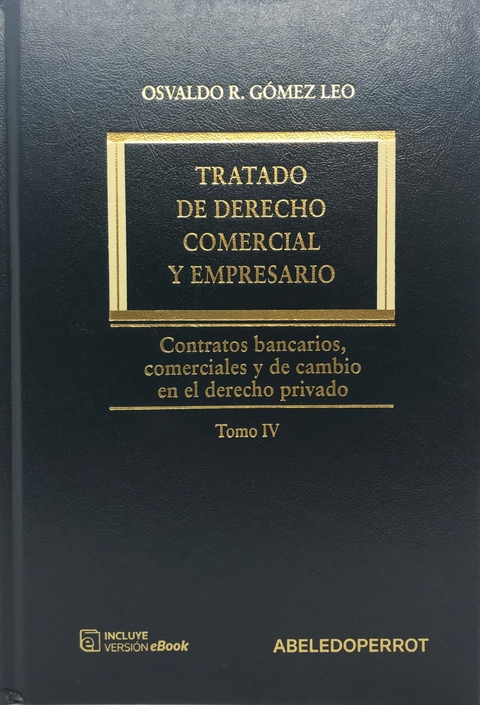 OSVALDO R. GÓMEZ LEO
TRATADO
DE DERECHO
COMERCIAL
Y EMPRESARIO
Contratos bancarios,
comerciales y de cambio
en el derecho privado
Tomo IV
INCLUYE
VERSIÓN eBook
ABELEDOPERROT